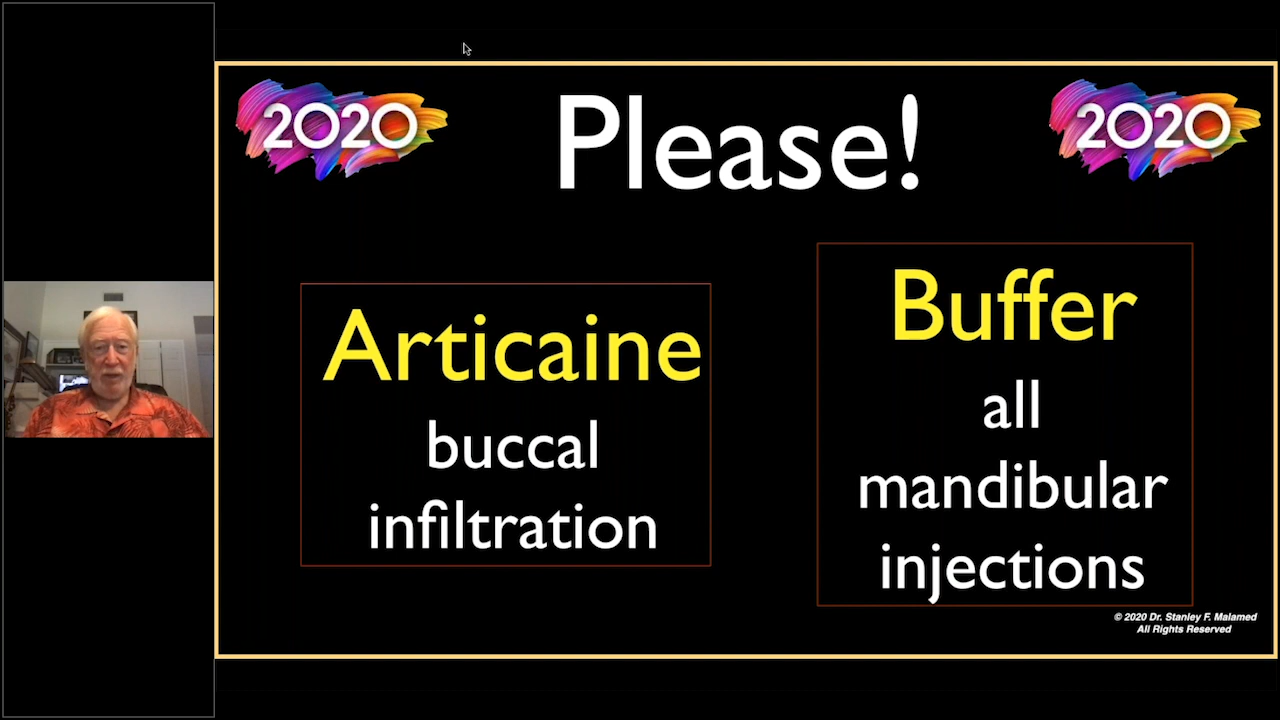 2020
Please!
2020
Articaine
buccal
infiltration
Buffer
all
mandibular
injections
© 2020 Dr. Stanley F. Malamed
All Rights Reserved